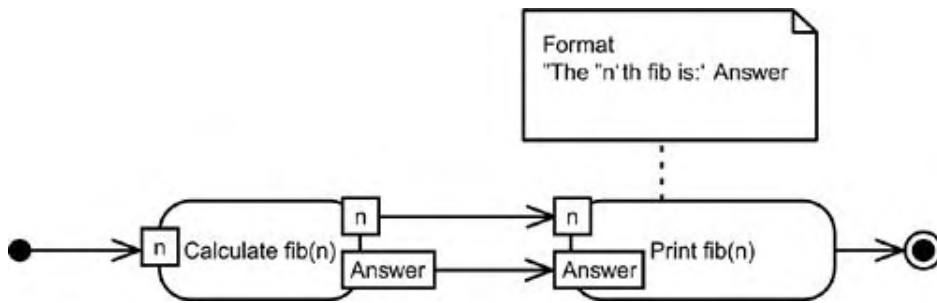 Format
"The "n' th fib is:' Answer
n
n
n
Calculate fib(n)
Print fib(n)
Answer
Answer